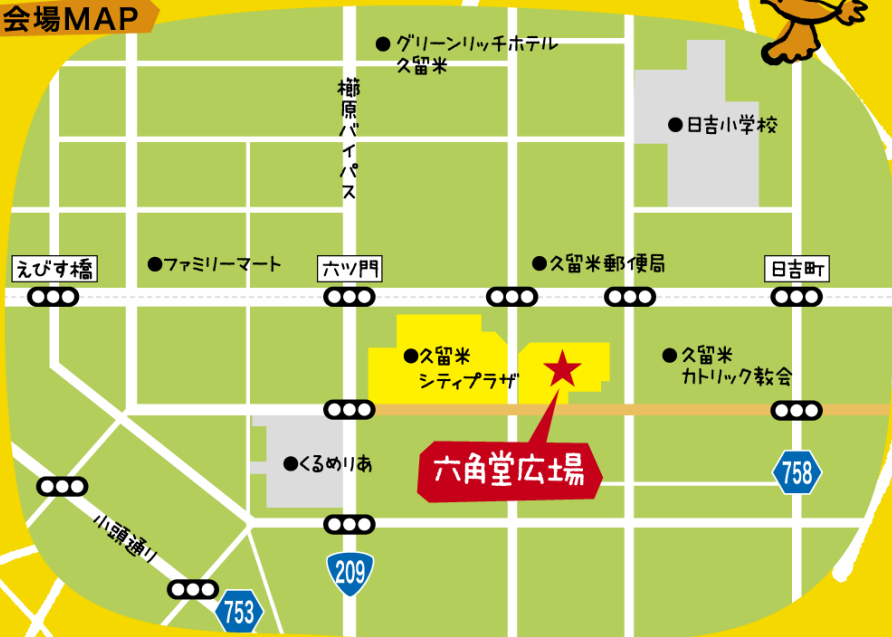 会場MAP
グリーンリッチホテル
久留米
櫛原バイパス
日吉小学校
えびす橋
ファミリーマート
六ツ門
久留米郵便局
日吉町
久留米
シティプラザ
久留米
カトリック教会
くるめりあ
六角堂広場
758
小頭通り
209
753